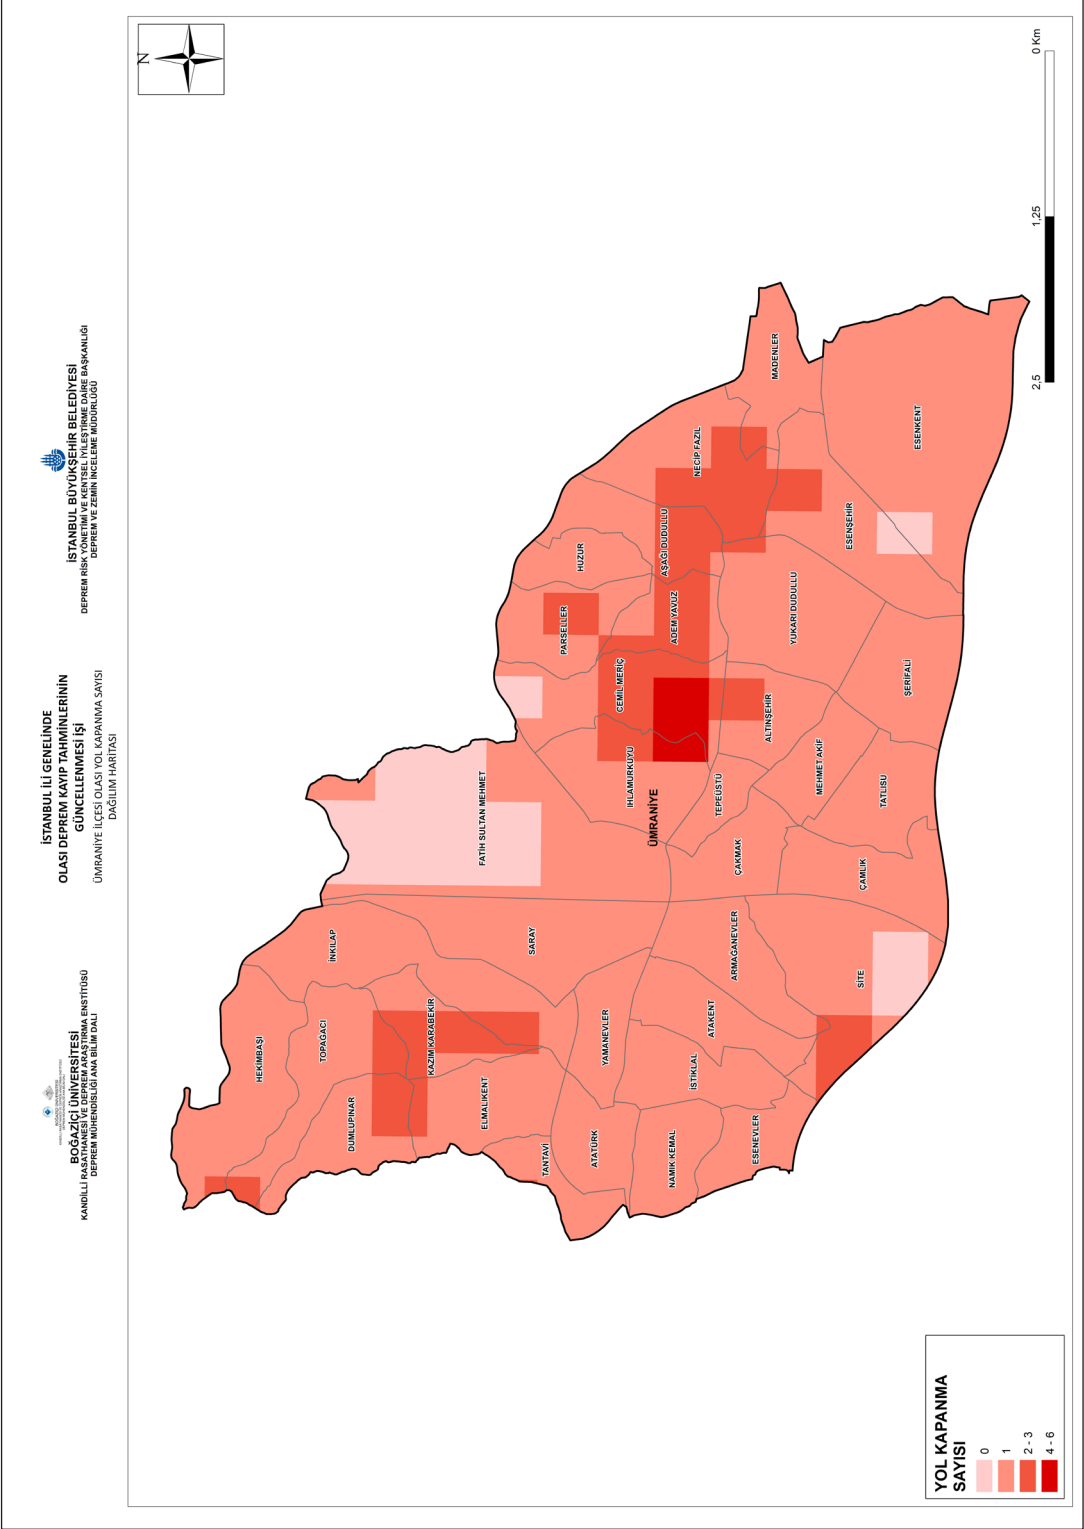 BOĞAZİÇİ ÜNİVERSİTESİ
KANDİLLİ RASATHANESİ VE DEPREM ARAŞTIRMA ENSTİTÜSÜ
DEPREM MÜHENDİSLİĞİ ANA BİLİM DALI
İSTANBUL İLİ GENELİNDE
OLASI DEPREM KAYIP TAHMİNLERİNİN
GÜNCELLENMESİ İŞİ
ÜMRANİYE İLÇESİ OLASI YOL KAPANMA SAYISI
DAĞILIM HARİTASI
İSTANBUL BÜYÜKŞEHİR BELEDİYESİ
DEPREM RİSK YÖNETİMİ VE KENTSEL İYİLEŞTİRME DAİRE BAŞKANLIĞI
DEPREM VE ZEMİN İNCELEME MÜDÜRLÜĞÜ
N
HEKİMBAŞI
TOPAĞACI
İNKILAP
DUMLUPINAR
KAZIM KARABEKİR
ELMALIKENT
FATİH SULTAN MEHMET
SARAY
TANTAVİ
PARSELLER
HUZUR
ATATÜRK
YAMANEVLER
CEMİL MERİÇ
IHLAMURKUYU
ÜMRANİYE
ADEM YAVUZ
AŞAĞI DUDULLU
NECİP FAZIL
NAMIK KEMAL
İSTİKLAL
ATAKENT
ARMAĞANEVLER
TEPEÜSTÜ
ÇAKMAK
ESENEVLER
ALTINŞEHİR
MADENLER
YUKARI DUDULLU
MEHMET AKİF
ESENŞEHİR
SİTE
ÇAMLIK
TATLISU
ŞERİFALİ
ESENKENT
YOL KAPANMA
SAYISI
0
1
2 - 3
4 - 6
2,5 1,25 0 Km